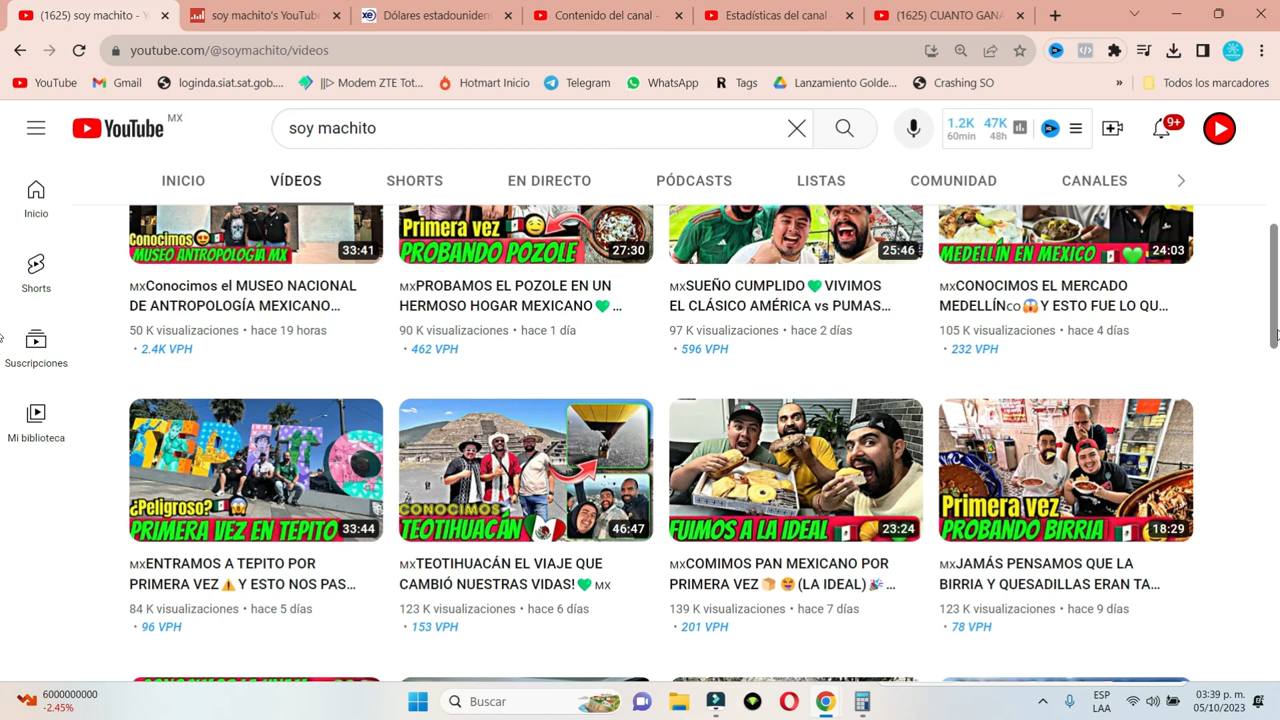 (1625) soy machito - Y
soy machito's YouTube
Dólares estadouniden
Contenido del canal -
Estadísticas del canal -
(1625) CUANTO GANA
youtube.com/@soymachito/videos
YouTube
Gmail
loginda.siat.sat.gob....
||▷ Modem ZTE Tot...
Hotmart Inicio
Telegram
WhatsApp
Tags
Lanzamiento Golde...
Crashing SO
»
Todos los marcadores
YouTube MX
soy machito
1.2K 47K
60min 48h
9+
INICIO
VÍDEOS
SHORTS
EN DIRECTO
PÓDCASTS
LISTAS
COMUNIDAD
CANALES
Inicio
Shorts
Suscripciones
Mi biblioteca
Conocimos
MUSEO ANTROPOLOGÍA MX
33:41
Primera vez
PROBANDO POZOLE
27:30
25:46
MEDELLÍN EN MEXICO
24:03
MXConocimos el MUSEO NACIONAL
DE ANTROPOLOGÍA MEXICANO...
50 K visualizaciones • hace 19 horas
• 2.4K VPH
MXPROBAMOS EL POZOLE EN UN
HERMOSO HOGAR MEXICANO💚 ...
90 K visualizaciones • hace 1 día
• 462 VPH
MXSUEÑO CUMPLIDO💚VIVIMOS
EL CLÁSICO AMÉRICA vs PUMAS...
97 K visualizaciones • hace 2 días
• 596 VPH
MXCONOCIMOS EL MERCADO
MEDELLÍNCO😱Y ESTO FUE LO QU...
105 K visualizaciones • hace 4 días
• 232 VPH
TEPITO
¿Peligroso?
PRIMERA VEZ EN TEPITO
33:44
CONOCIMOS
TEOTIHUACÁN
46:47
FUIMOS A LA IDEAL
23:24
Primera vez
PROBANDO BIRRIA
18:29
MXENTRAMOS A TEPITO POR
PRIMERA VEZ⚠️Y ESTO NOS PAS...
84 K visualizaciones • hace 5 días
• 96 VPH
MXTEOTIHUACÁN EL VIAJE QUE
CAMBIÓ NUESTRAS VIDAS!💚 MX
123 K visualizaciones • hace 6 días
• 153 VPH
MXCOMIMOS PAN MEXICANO POR
PRIMERA VEZ🍞🤩(LA IDEAL)🎉...
139 K visualizaciones • hace 7 días
• 201 VPH
MXJAMÁS PENSAMOS QUE LA
BIRRIA Y QUESADILLAS ERAN TA...
123 K visualizaciones • hace 9 días
• 78 VPH
6000000000
-2.45%
Buscar
ESP
LAA
03:39 p. m.
05/10/2023